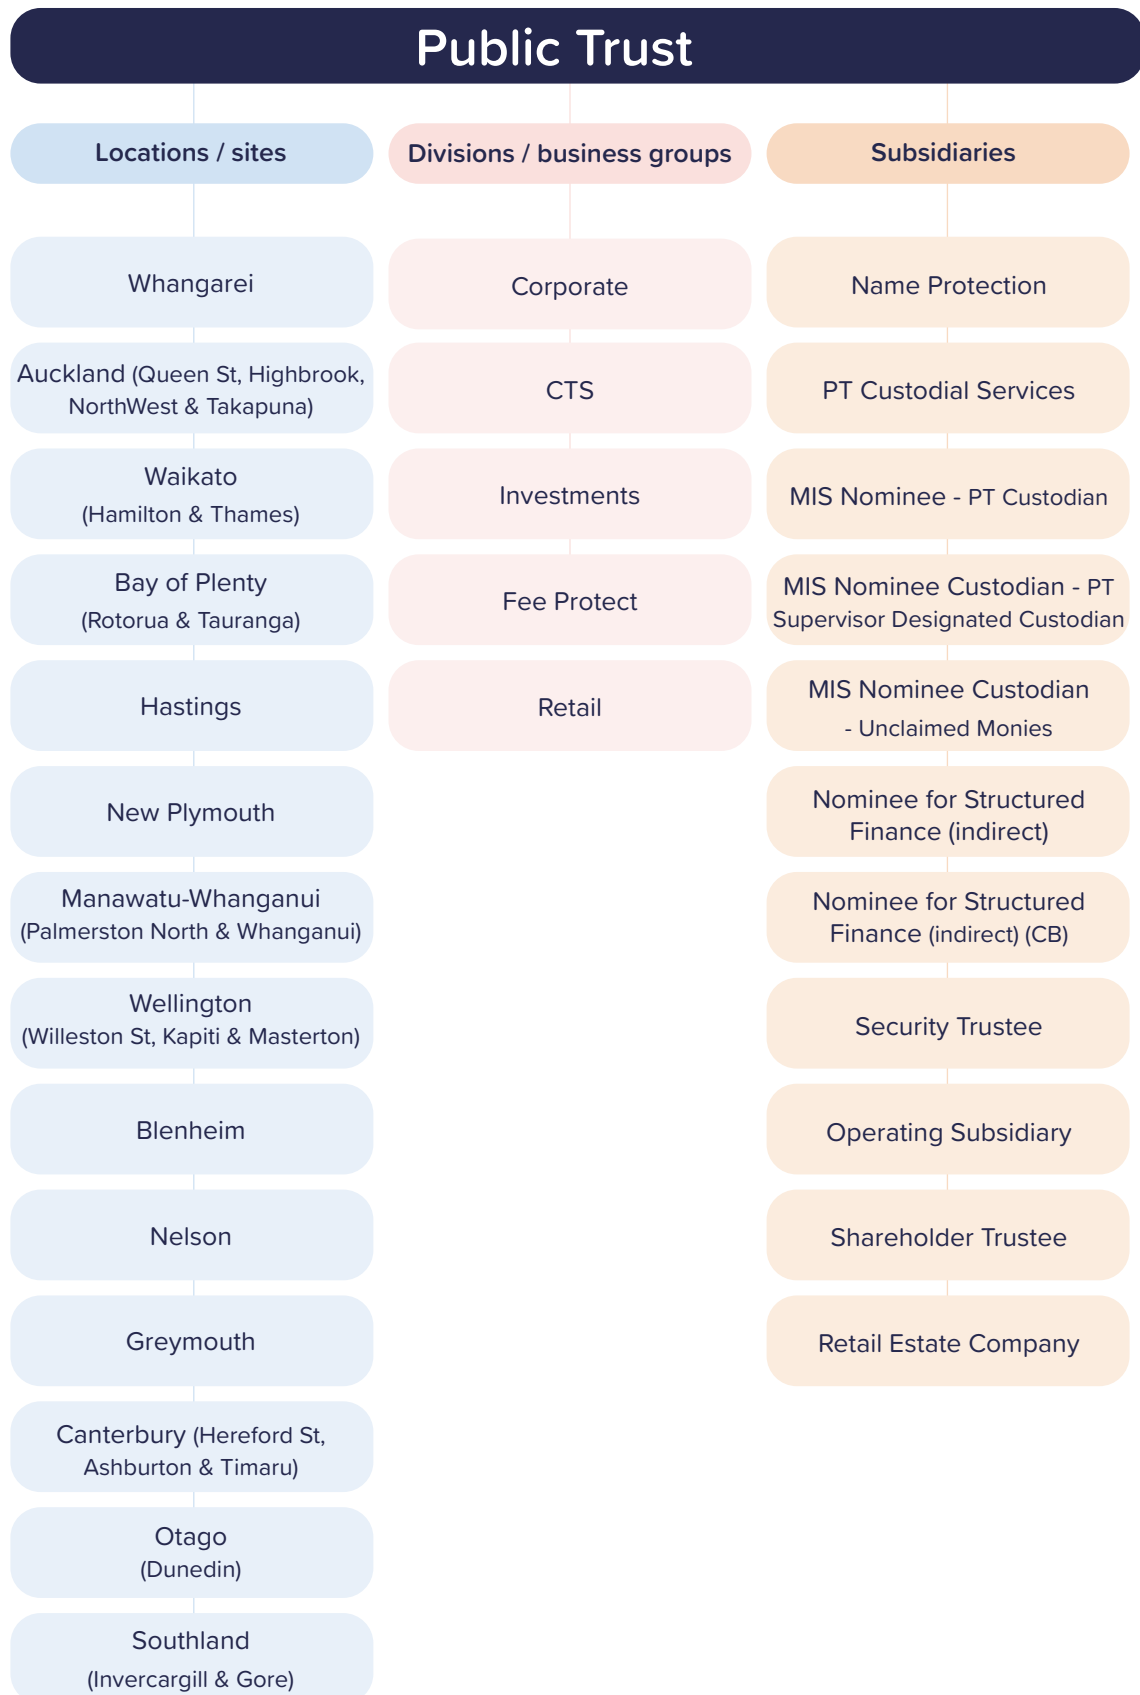 Public Trust
Locations / sites
Whangarei
Auckland (Queen St, Highbrook,
NorthWest & Takapuna)
Waikato
(Hamilton & Thames)
Bay of Plenty
(Rotorua & Tauranga)
Hastings
New Plymouth
Manawatu-Whanganui
(Palmerston North & Whanganui)
Wellington
(Willeston St, Kapiti & Masterton)
Blenheim
Nelson
Greymouth
Canterbury (Hereford St,
Ashburton & Timaru)
Otago
(Dunedin)
Southland
(Invercargill & Gore)
Divisions / business groups
Corporate
CTS
Investments
Fee Protect
Retail
Subsidiaries
Name Protection
PT Custodial Services
MIS Nominee - PT Custodian
MIS Nominee Custodian - PT
Supervisor Designated Custodian
MIS Nominee Custodian
- Unclaimed Monies
Nominee for Structured
Finance (indirect)
Nominee for Structured
Finance (indirect) (CB)
Security Trustee
Operating Subsidiary
Shareholder Trustee
Retail Estate Company